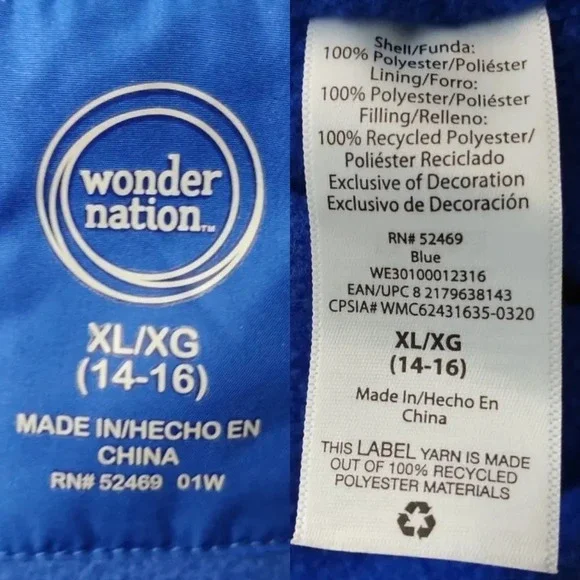 wonder
nation™
XL/XG
(14-16)
MADE IN/HECHO EN
CHINA
RN# 52469 01W
Shell/Funda:
100% Polyester/Poliéster
Lining/Forro:
100% Polyester/Poliéster
Filling/Relleno:
100% Recycled Polyester/
Poliéster Reciclado
Exclusive of Decoration
Exclusivo de Decoración
RN# 52469
Blue
WE30100012316
EAN/UPC 8 2179638143
CPSIA# WMC62431635-0320
XL/XG
(14-16)
Made In/Hecho En
China
THIS LABEL YARN IS MADE
OUT OF 100% RECYCLED
POLYESTER MATERIALS